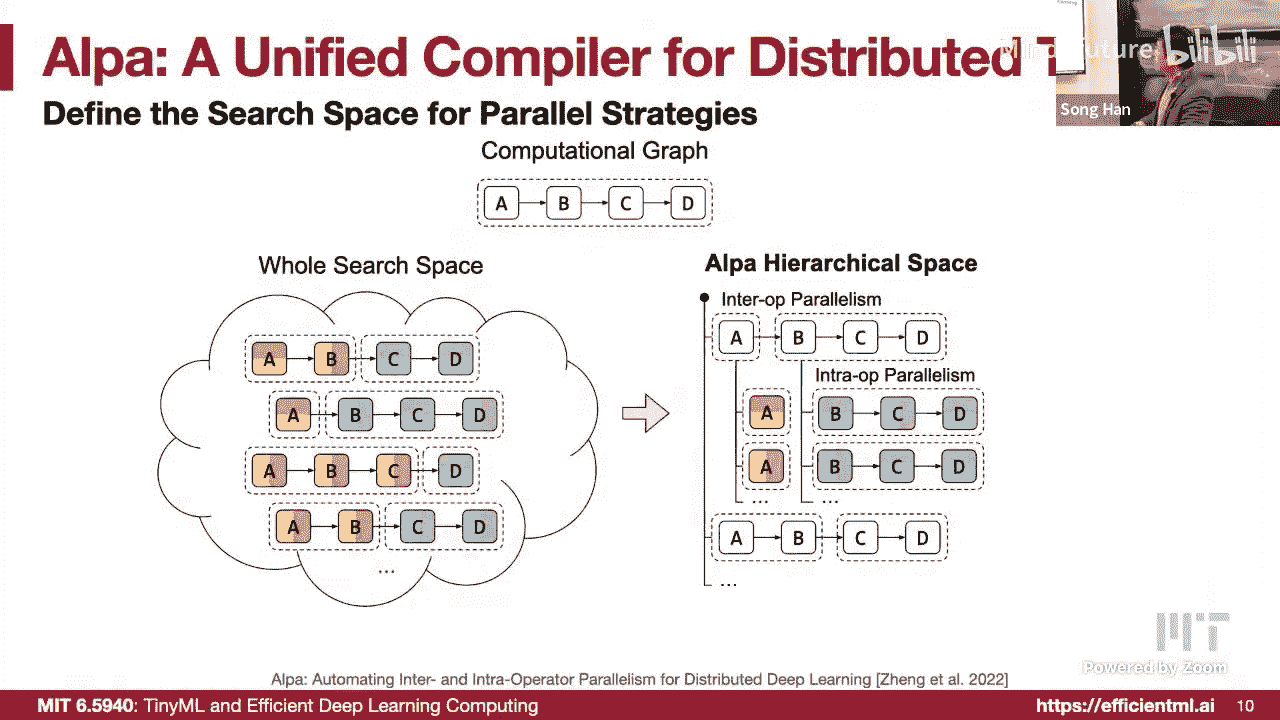 Alpa: A Unified Compiler for Distributed T
Mind Future bilibili
Song Han
Define the Search Space for Parallel Strategies
Computational Graph
A B C D
Whole Search Space
Alpa Hierarchical Space
Inter-op Parallelism
A B C D
Intra-op Parallelism
A B C D
A B C D
...
...
A B C D
...
A B C D
A B C D
A B C D
A B C D
...
MIT
Powered by Zoom
Alpa: Automating Inter- and Intra-Operator Parallelism for Distributed Deep Learning [Zheng et al. 2022]
MIT 6.5940: TinyML and Efficient Deep Learning Computing
https://efficientml.ai 10